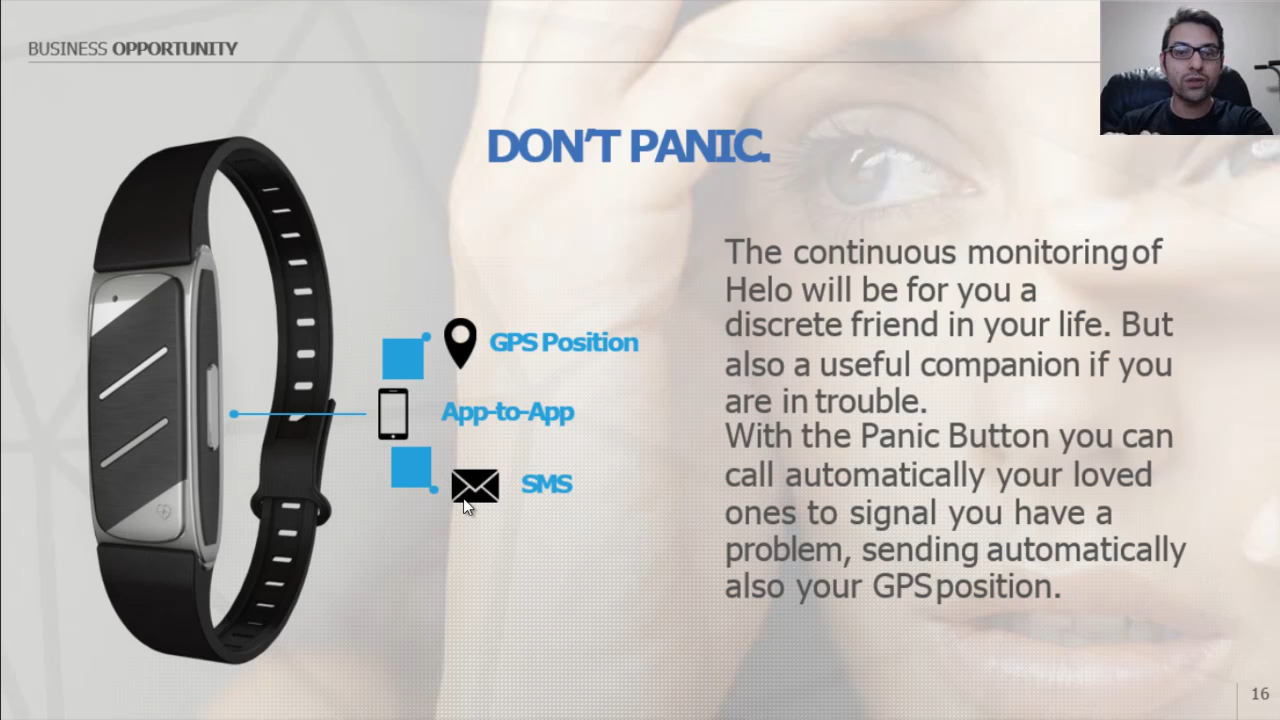 BUSINESS OPPORTUNITY
DON'T PANIC.
GPS Position
App-to-App
SMS
The continuous monitoring of
Helo will be for you a
discrete friend in your life. But
also a useful companion if you
are in trouble.
With the Panic Button you can
call automatically your loved
ones to signal you have a
problem, sending automatically
also your GPS position.
16